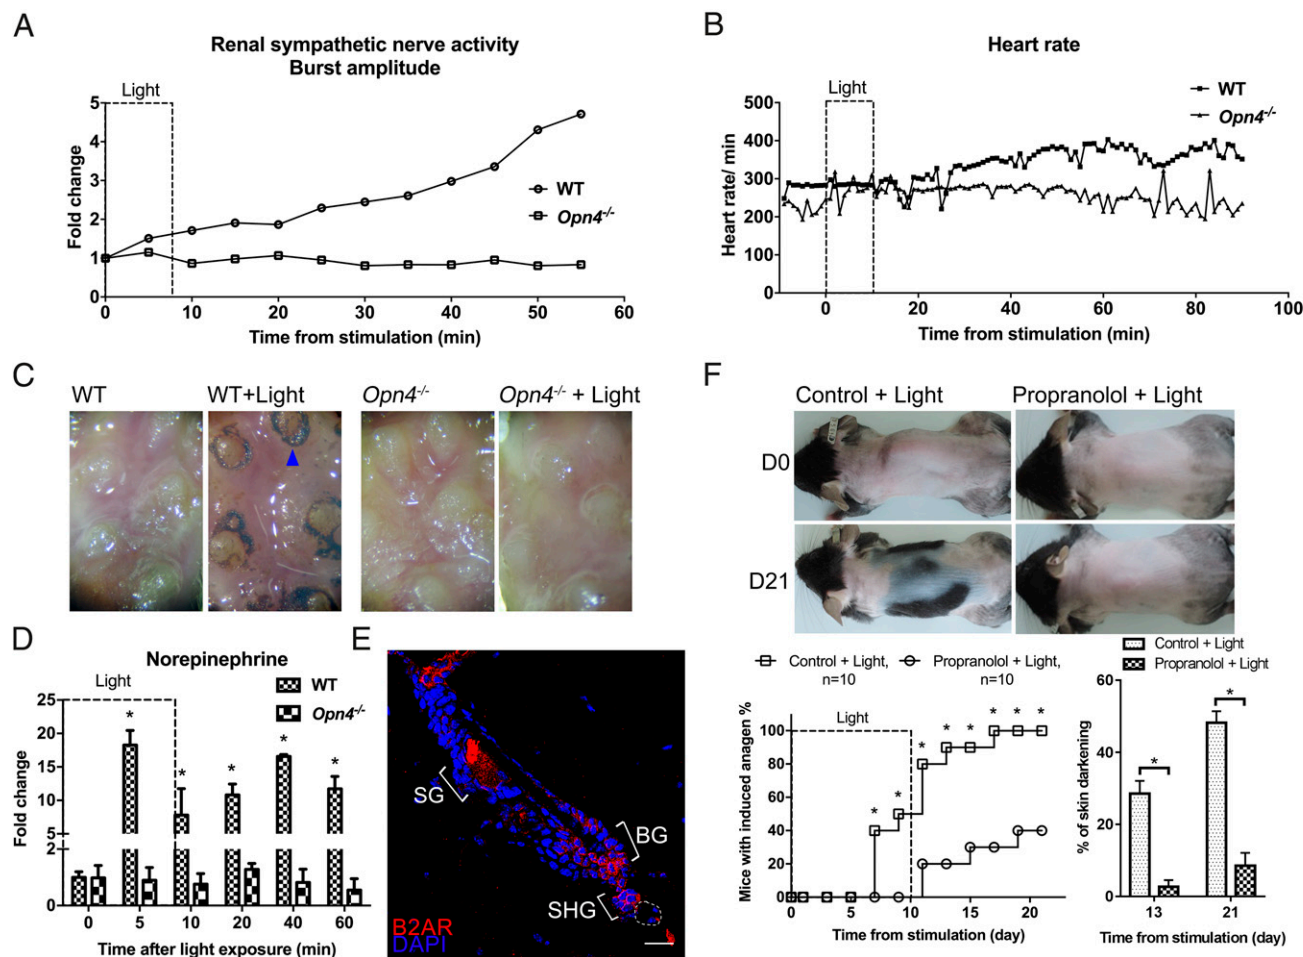 A
Renal sympathetic nerve activity
Burst amplitude
Light
5
4
3
2
1
0
Fold change
WT
Opn4-/-
0 10 20 30 40 50 60
Time from stimulation (min)
B
Heart rate
Light
WT
Opn4-/-
500
400
300
200
100
0
Heart rate/ min
0 20 40 60 80 100
Time from stimulation (min)
C
WT
WT+Light
Opn4-/-
Opn4-/- + Light
D
Norepinephrine
Light
WT
Opn4-/-
25
20
15
10
5
2
1
0
Fold change
* * * * *
0 5 10 20 40 60
Time after light exposure (min)
E
SG
BG
SHG
B2AR
DAPI
F
Control + Light
Propranolol + Light
D0
D21
Control + Light,
n=10
Propranolol + Light,
n=10
Light
100
80
60
40
20
0
Mice with induced anagen %
* * * * * * * *
0 5 10 15 20
Time from stimulation (day)
Control + Light
Propranolol + Light
60
40
20
0
% of skin darkening
* *
13 21
Time from stimulation (day)